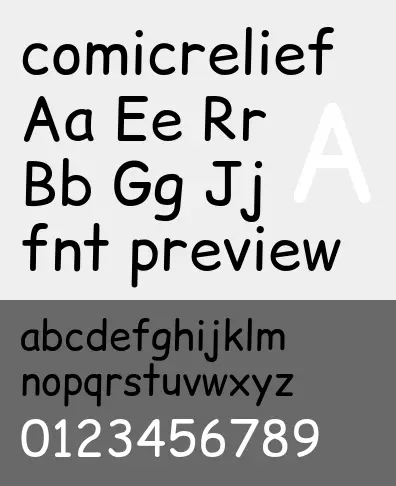 comicrelief
Aa Ee Rr
A
Bb Gg Jj
fnt preview
abcdefghijklm
nopqrstuvwxyz
0123456789